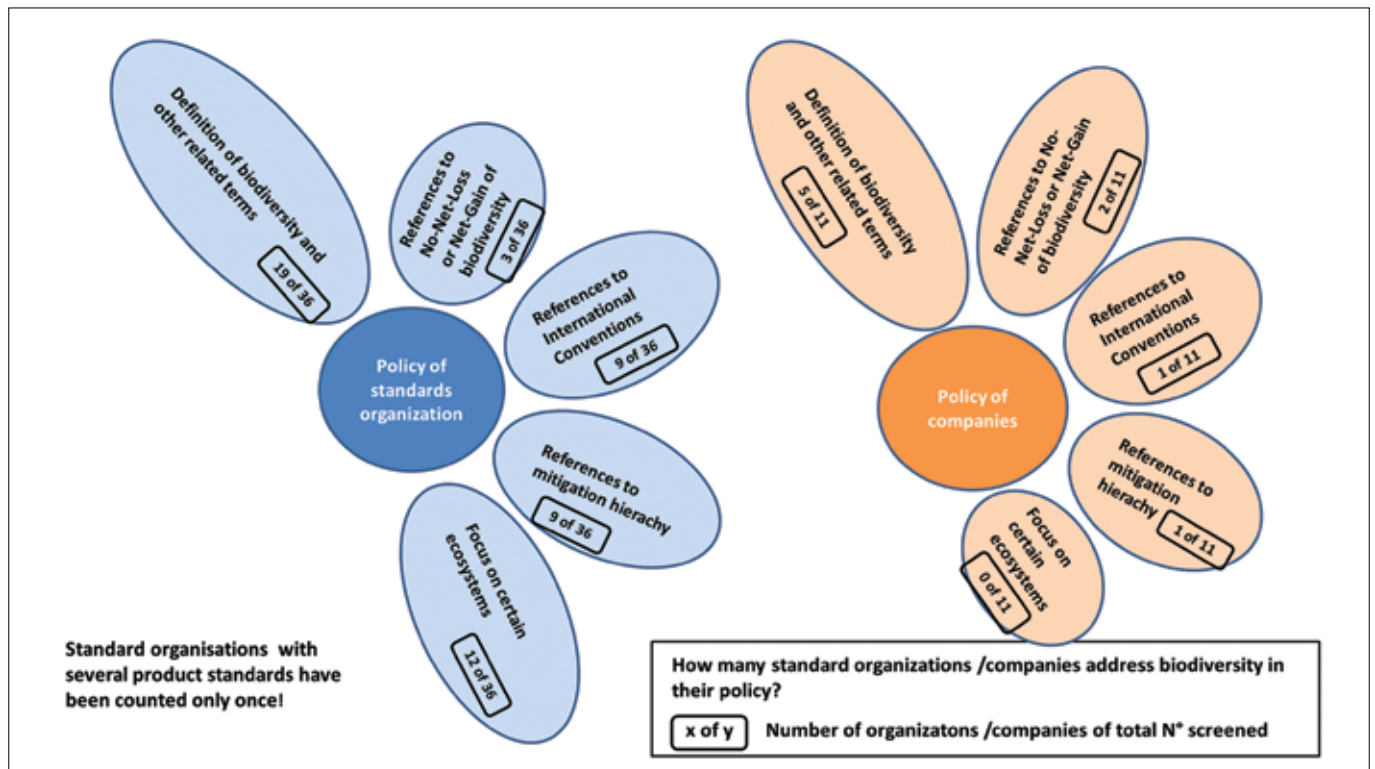 Definition of biodiversity and
other related terms
19 of 36
References to
No-Net-Loss
or Net-Gain of
biodiversity
3 of 36
References to
International
Conventions
9 of 36
References to
mitigation hierachy
9 of 36
Focus on certain
ecosystems
12 of 36
Policy of
standards
organization
Definition of biodiversity
and other related terms
5 of 11
References to No-
Net-Loss or Net-Gain
of biodiversity
2 of 11
References to
International
Conventions
1 of 11
References to
mitigation
hierachy
1 of 11
Focus on
certain
ecosystems
0 of 11
Policy of
companies
Standard organisations with
several product standards have
been counted only once!
How many standard organizations /companies address biodiversity in
their policy?
x of y Number of organizatons /companies of total N° screened